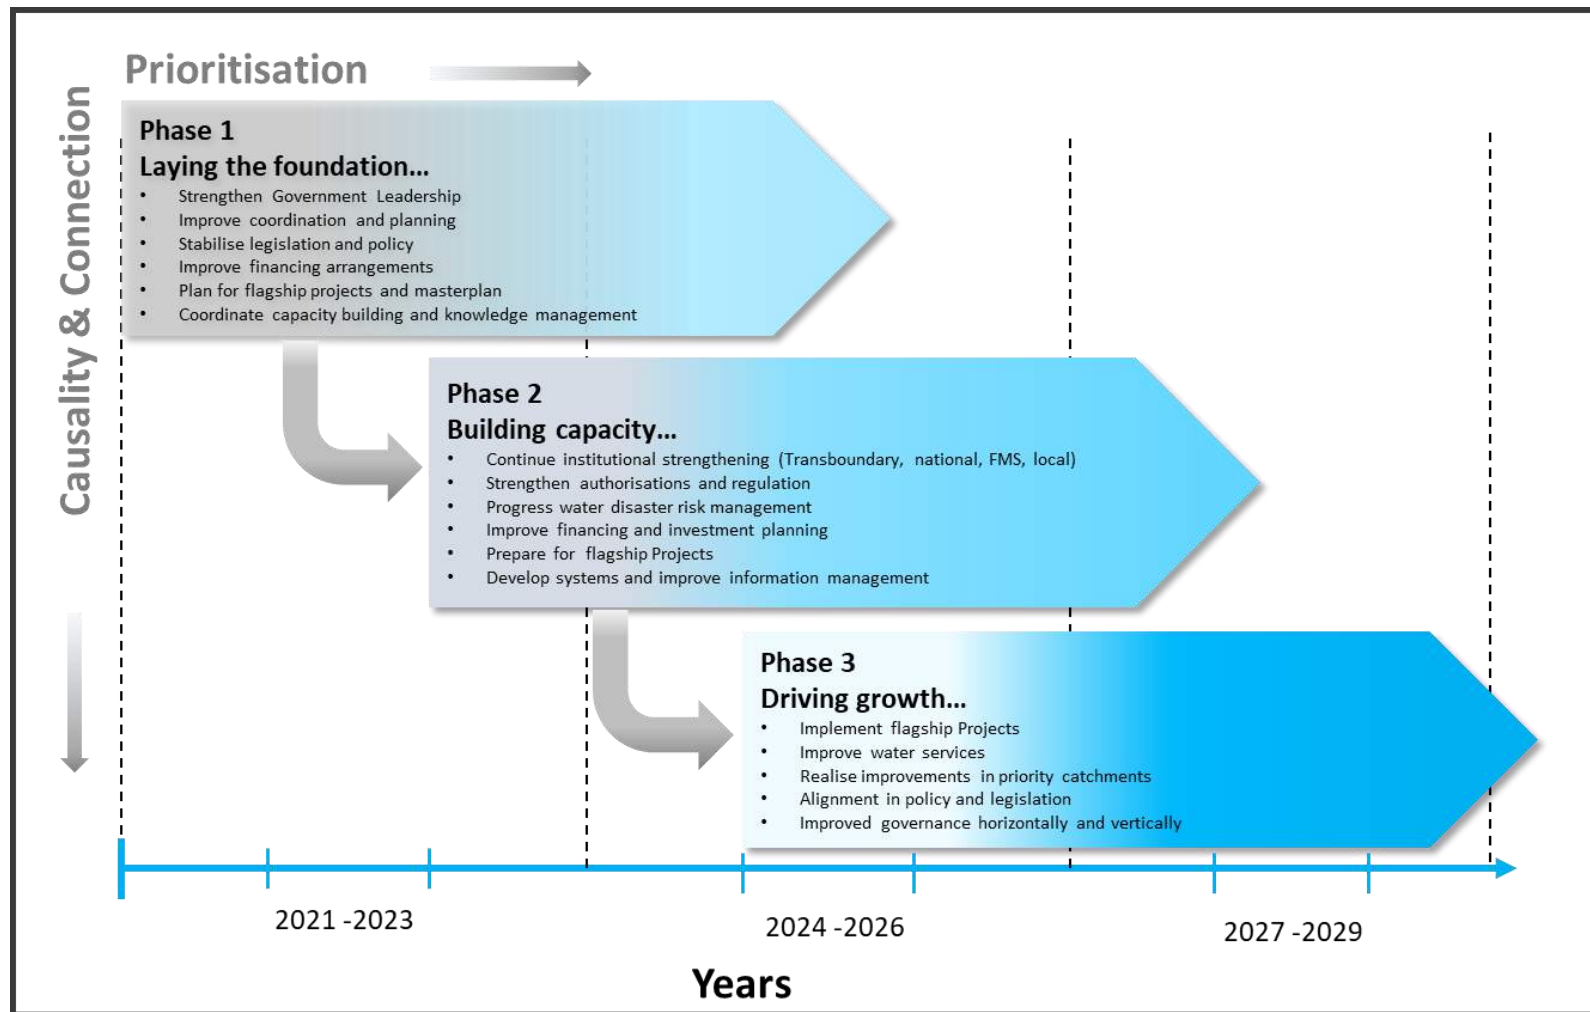 Prioritisation
Causality & Connection
Phase 1
Laying the foundation...
• Strengthen Government Leadership
• Improve coordination and planning
• Stabilise legislation and policy
• Improve financing arrangements
• Plan for flagship projects and masterplan
• Coordinate capacity building and knowledge management
Phase 2
Building capacity...
• Continue institutional strengthening (Transboundary, national, FMS, local)
• Strengthen authorisations and regulation
• Progress water disaster risk management
• Improve financing and investment planning
• Prepare for flagship Projects
• Develop systems and improve information management
Phase 3
Driving growth...
• Implement flagship Projects
• Improve water services
• Realise improvements in priority catchments
• Alignment in policy and legislation
• Improved governance horizontally and vertically
2021 -2023
2024 -2026
2027 -2029
Years